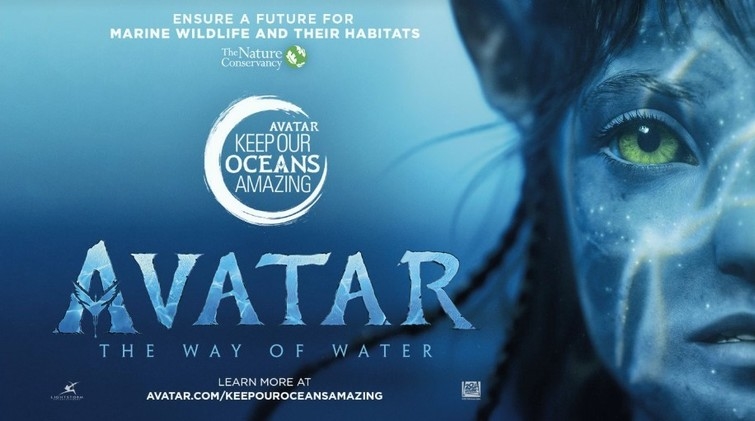 ENSURE A FUTURE FOR
MARINE WILDLIFE AND THEIR HABITATS
The Nature
Conservancy
AVATAR
KEEP OUR
OCEANS
AMAZING
AVATAR
THE WAY OF WATER
LEARN MORE AT
AVATAR.COM/KEEPOUROCEANSAMAZING
LIGHTSTORM